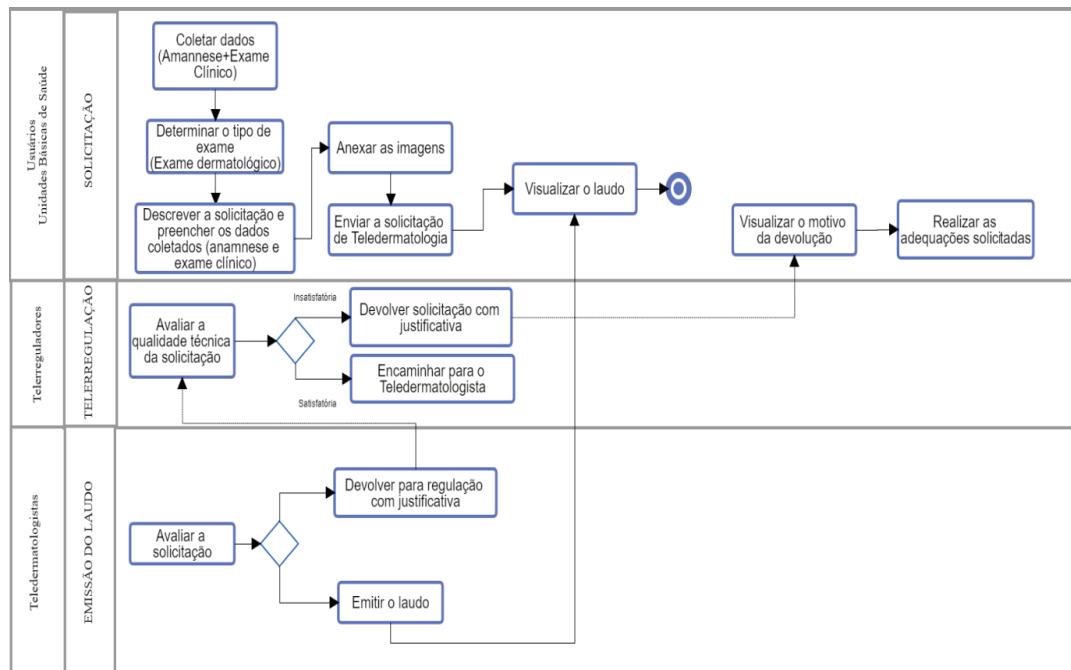 Usuários
Unidades Básicas de Saúde
SOLICITAÇÃO
Coletar dados
(Amannese+Exame
Clínico)
Determinar o tipo de
exame
(Exame dermatológico)
Descrever a solicitação e
preencher os dados
coletados (anamnese e
exame clínico)
Anexar as imagens
Enviar a solicitação
de Teledermatologia
Visualizar o laudo
Visualizar o motivo
da devolução
Realizar as
adequações solicitadas
Telerreguladores
TELERREGULAÇÃO
Avaliar a
qualidade técnica
da solicitação
Insatisfatória
Devolver solicitação com
justificativa
Satisfatória
Encaminhar para o
Teledermatologista
Teledermatologistas
EMISSÃO DO LAUDO
Avaliar a
solicitação
Devolver para regulação
com justificativa
Emitir o laudo